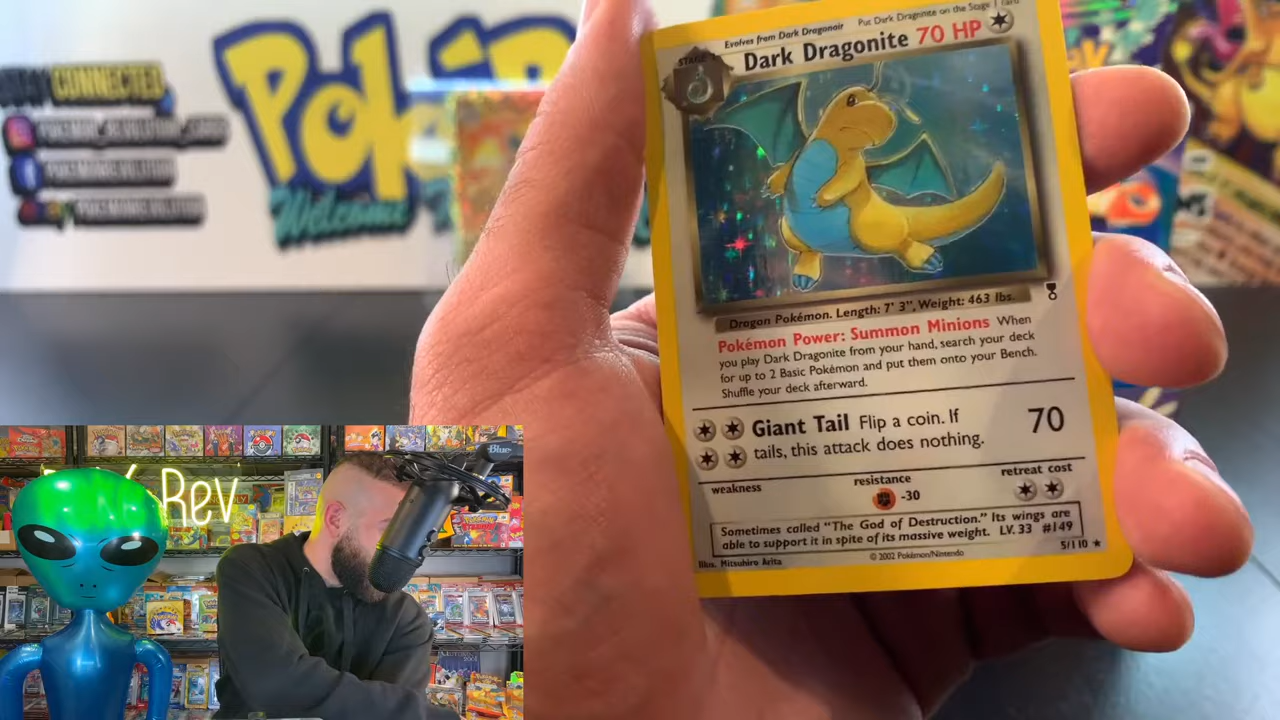 CONNECTED
Poké
Welcome
Put Dark Dragonite on the Stage 1 card
Evolves from Dark Dragonair
STAGE
Dark Dragonite 70 HP
Dragon Pokémon. Length: 7' 3", Weight: 463 lbs.
Pokémon Power: Summon Minions When
you play Dark Dragonite from your hand, search your deck
for up to 2 Basic Pokémon and put them onto your Bench.
Shuffle your deck afterward.
Giant Tail Flip a coin. If
tails, this attack does nothing.
70
weakness
resistance
-30
retreat cost
Sometimes called "The God of Destruction." Its wings are
able to support it in spite of its massive weight. LV. 33 #149
Illus. Mitsuhiro Arita
© 2002 Pokémon/Nintendo
5/110
Rev
Blue